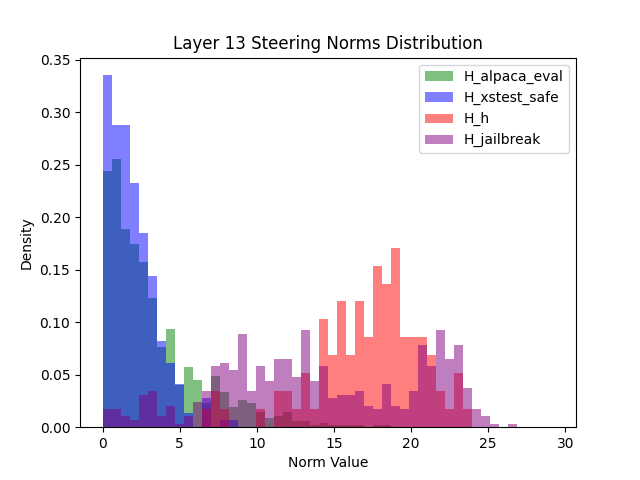 Layer 13 Steering Norms Distribution
H_alpaca_eval
H_xstest_safe
H_h
H_jailbreak
0.35
0.30
0.25
0.20
0.15
0.10
0.05
0.00
Density
0 5 10 15 20 25 30
Norm Value